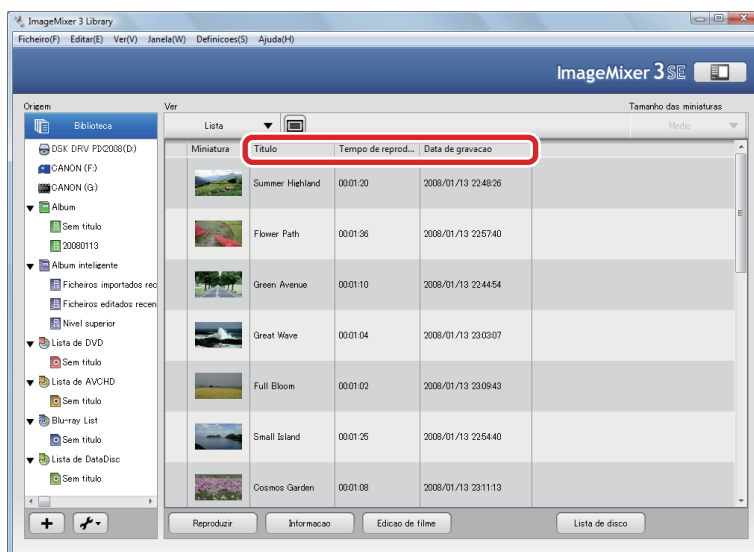 ImageMixer 3 Library
Ficheiro(F) Editar(E) Ver(V) Janela(W) Definicoes(S) Ajuda(H)
ImageMixer 3 SE
Origem
Ver
Tamanho das miniaturas
Biblioteca
Lista
Medio
Miniatura Titulo Tempo de reprod... Data de gravacao
DSK DRV PDX2008(D:)
CANON (F:)
CANON (G:)
Album
Sem titulo
20080113
Album inteligente
Ficheiros importados rec
Ficheiros editados recen
Nivel superior
Lista de DVD
Sem titulo
Lista de AVCHD
Sem titulo
Blu-ray List
Sem titulo
Lista de DataDisc
Sem titulo
Summer Highland 00:01:20 2008/01/13 22:48:26
Flower Path 00:01:36 2008/01/13 22:57:40
Green Avenue 00:01:10 2008/01/13 22:44:54
Great Wave 00:01:04 2008/01/13 23:03:07
Full Bloom 00:01:02 2008/01/13 23:09:43
Small Island 00:01:25 2008/01/13 22:54:40
Cosmos Garden 00:01:08 2008/01/13 23:11:13
Reproduzir Informacao Edicao de filme Lista de disco